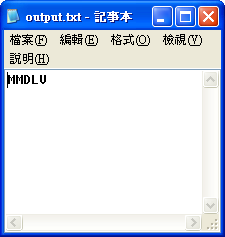 output.txt - 記事本
檔案(F) 編輯(E) 格式(O) 檢視(V)
說明(H)
MMDLV